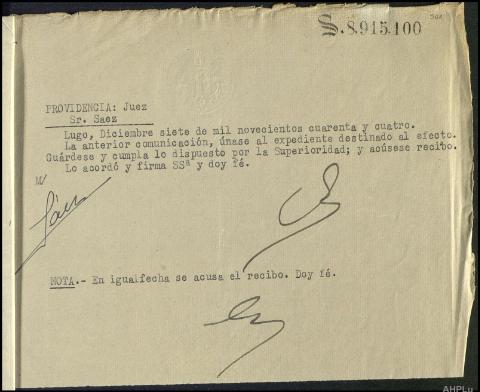 S.8.915.100
PROVIDENCIA: Juez
Sr. Saez
Lugo, Diciembre siete de mil novecientos cuarenta y cuatro.
La anterior comunicación, únase al expediente destinado al efecto.
Guárdese y cumpla lo dispuesto por la Superioridad; y acúsese recibo.
Lo acordó y firma SSª y doy fé.
Sáez
NOTA.- En igualfecha se acusa el recibo. Doy fé.
AHPLu